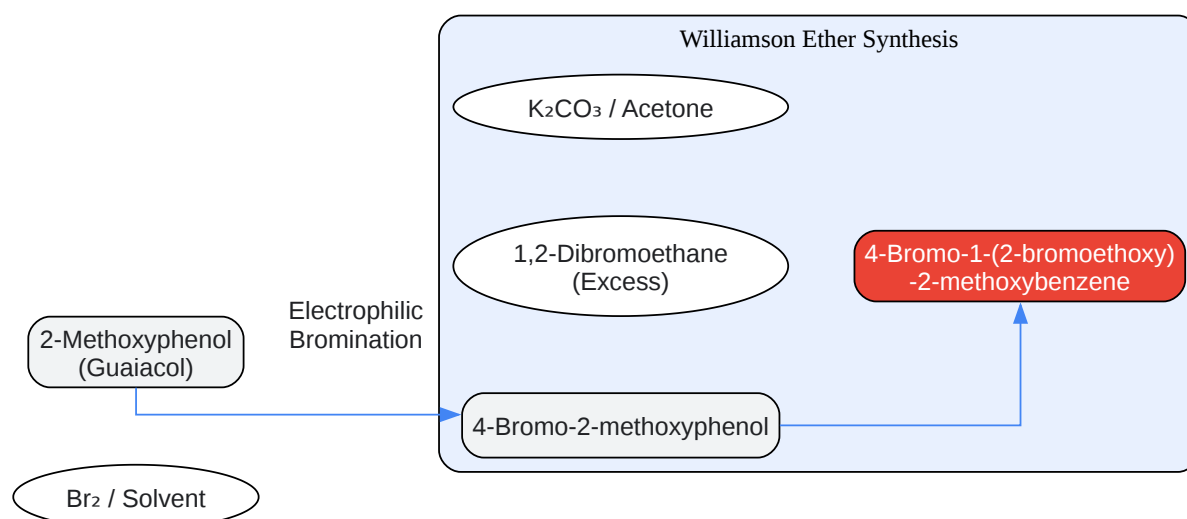 Williamson Ether Synthesis
K₂CO₃ / Acetone
1,2-Dibromoethane
(Excess)
4-Bromo-1-(2-bromoethoxy)
-2-methoxybenzene
Electrophilic
Bromination
2-Methoxyphenol
(Guaiacol)
4-Bromo-2-methoxyphenol
Br₂ / Solvent